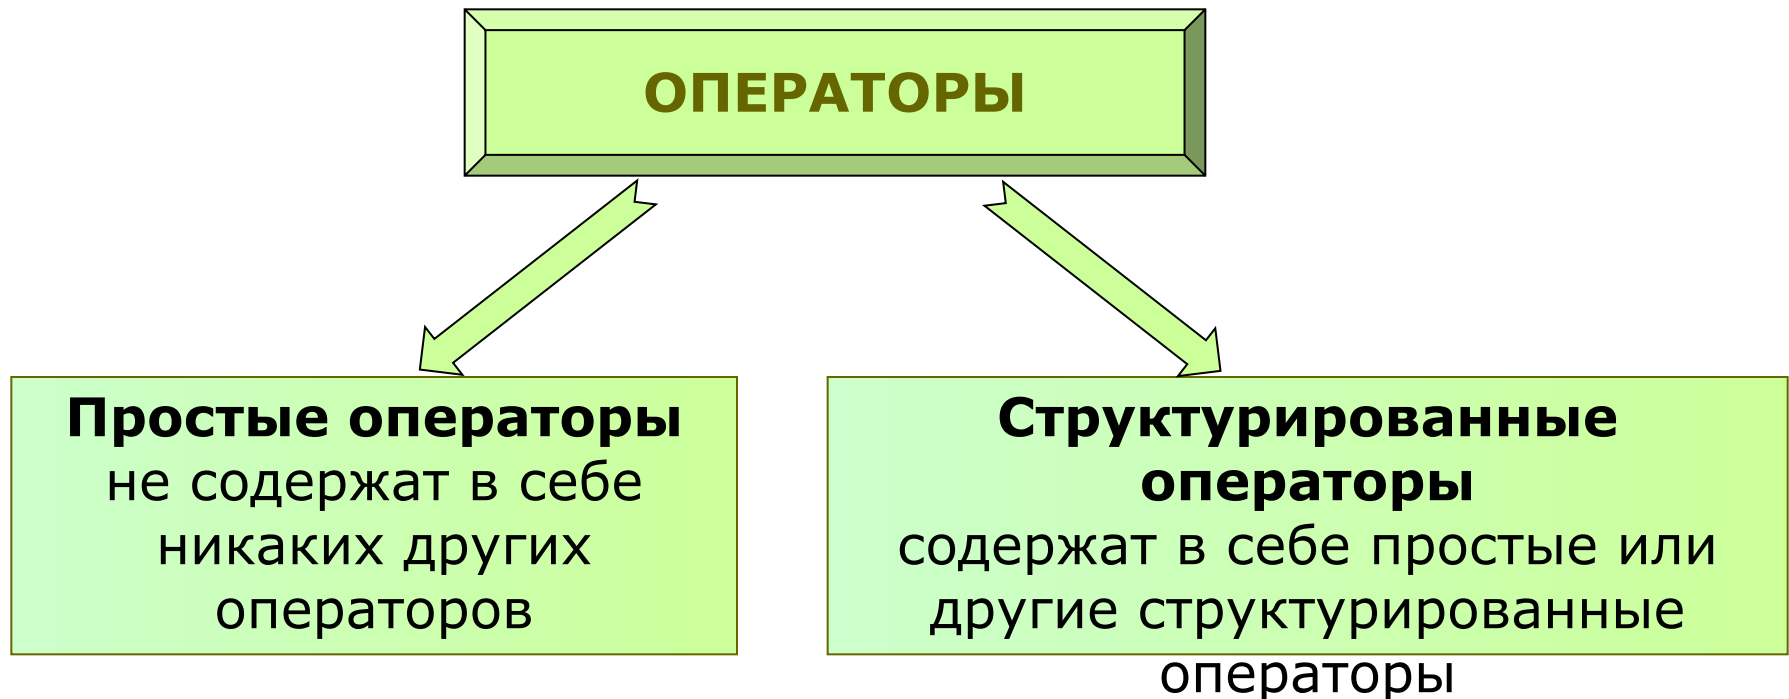 ОПЕРАТОРЫ
Простые операторы
не содержат в себе
никаких других
операторов
Структурированные
операторы
содержат в себе простые или
другие структурированные
операторы